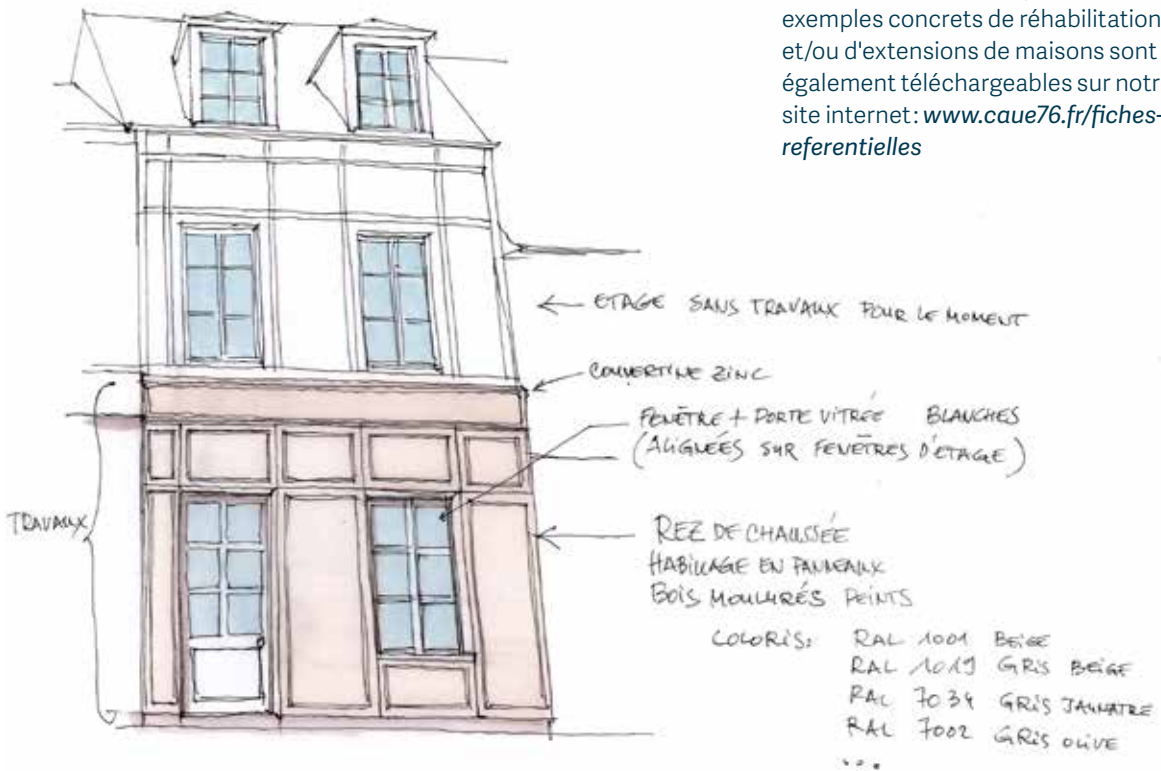 exemples concrets de réhabilitation
et/ou d'extensions de maisons sont
également téléchargeables sur notr
site internet : www.caue76.fr/fiches-
referentielles
ETAGE SANS TRAVAUX POUR LE MOMENT
COUVERTINE ZINC
FENÊTRE + PORTE VITRÉE BLANCHES
(ALIGNÉES SUR FENÊTRES D'ÉTAGE)
TRAVAUX
REZ DE CHAUSSÉE
HABILLAGE EN PANNEAUX
BOIS MOULURÉS PEINTS
COLORIS: RAL 1001 BEIGE
RAL 1019 GRIS BEIGE
RAL 7034 GRIS JAUNATRE
RAL 7002 GRIS OLIVE
...